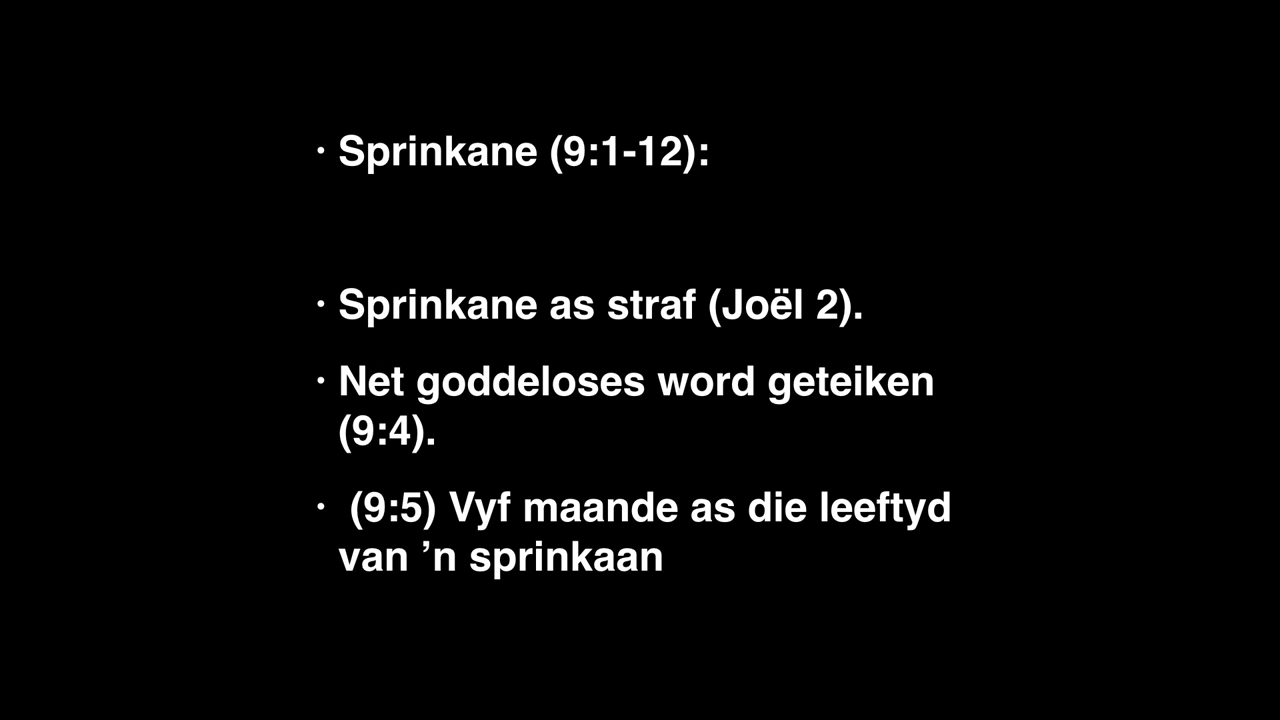 · Sprinkane (9:1-12):
· Sprinkane as straf (Joël 2).
· Net goddeloses word geteiken
(9:4).
· (9:5) Vyf maande as die leeftyd
van ’n sprinkaan